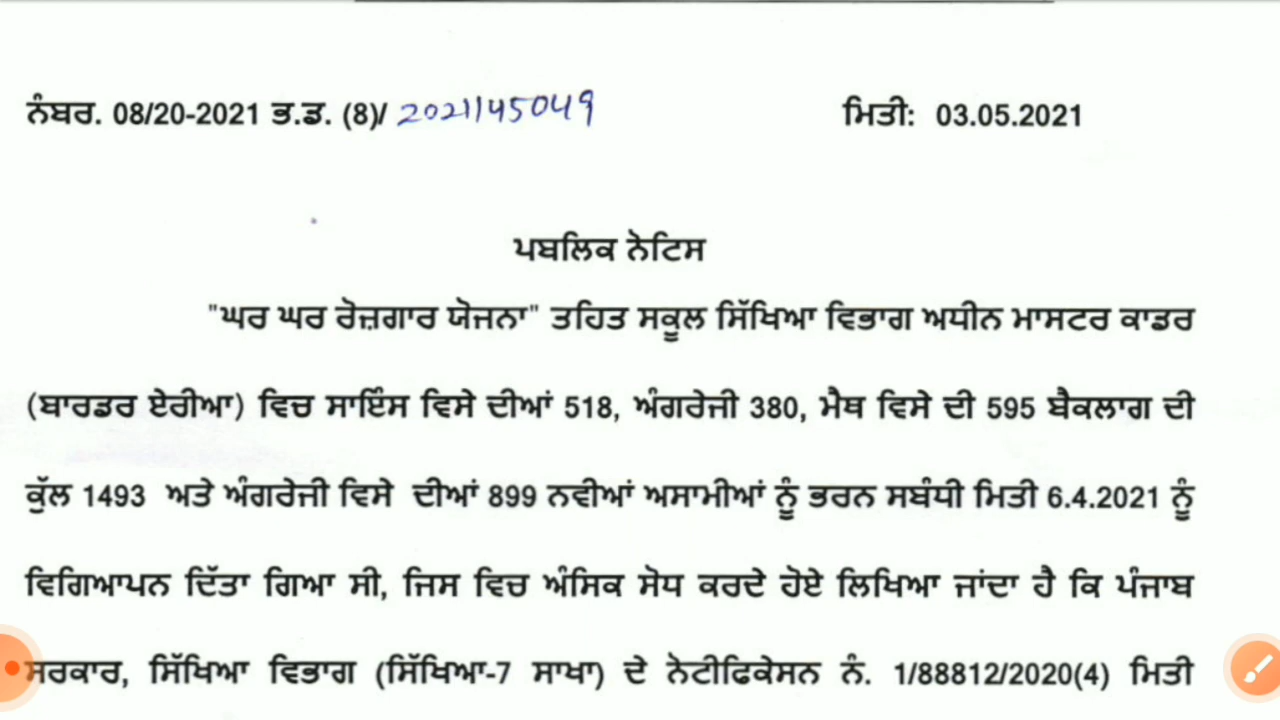 ਨੰਬਰ. 08/20-2021 ਭ.ਡ. (8)/ 2021145049 ਮਿਤੀ: 03.05.2021
ਪਬਲਿਕ ਨੋਟਿਸ
"ਘਰ ਘਰ ਰੋਜ਼ਗਾਰ ਯੋਜਨਾ" ਤਹਿਤ ਸਕੂਲ ਸਿੱਖਿਆ ਵਿਭਾਗ ਅਧੀਨ ਮਾਸਟਰ ਕਾਡਰ
(ਬਾਰਡਰ ਏਰੀਆ) ਵਿਚ ਸਾਇੰਸ ਵਿਸੇ ਦੀਆਂ 518, ਅੰਗਰੇਜੀ 380, ਮੈਥ ਵਿਸੇ ਦੀ 595 ਬੈਕਲਾਗ ਦੀ
ਕੁੱਲ 1493 ਅਤੇ ਅੰਗਰੇਜੀ ਵਿਸੇ ਦੀਆਂ 899 ਨਵੀਆਂ ਅਸਾਮੀਆਂ ਨੂੰ ਭਰਨ ਸਬੰਧੀ ਮਿਤੀ 6.4.2021 ਨੂੰ
ਵਿਗਿਆਪਨ ਦਿੱਤਾ ਗਿਆ ਸੀ, ਜਿਸ ਵਿਚ ਅੰਸਿਕ ਸੋਧ ਕਰਦੇ ਹੋਏ ਲਿਖਿਆ ਜਾਂਦਾ ਹੈ ਕਿ ਪੰਜਾਬ
ਸਰਕਾਰ, ਸਿੱਖਿਆ ਵਿਭਾਗ (ਸਿੱਖਿਆ-7 ਸਾਖਾ) ਦੇ ਨੋਟੀਫਿਕੇਸਨ ਨੰ. 1/88812/2020(4) ਮਿਤੀ